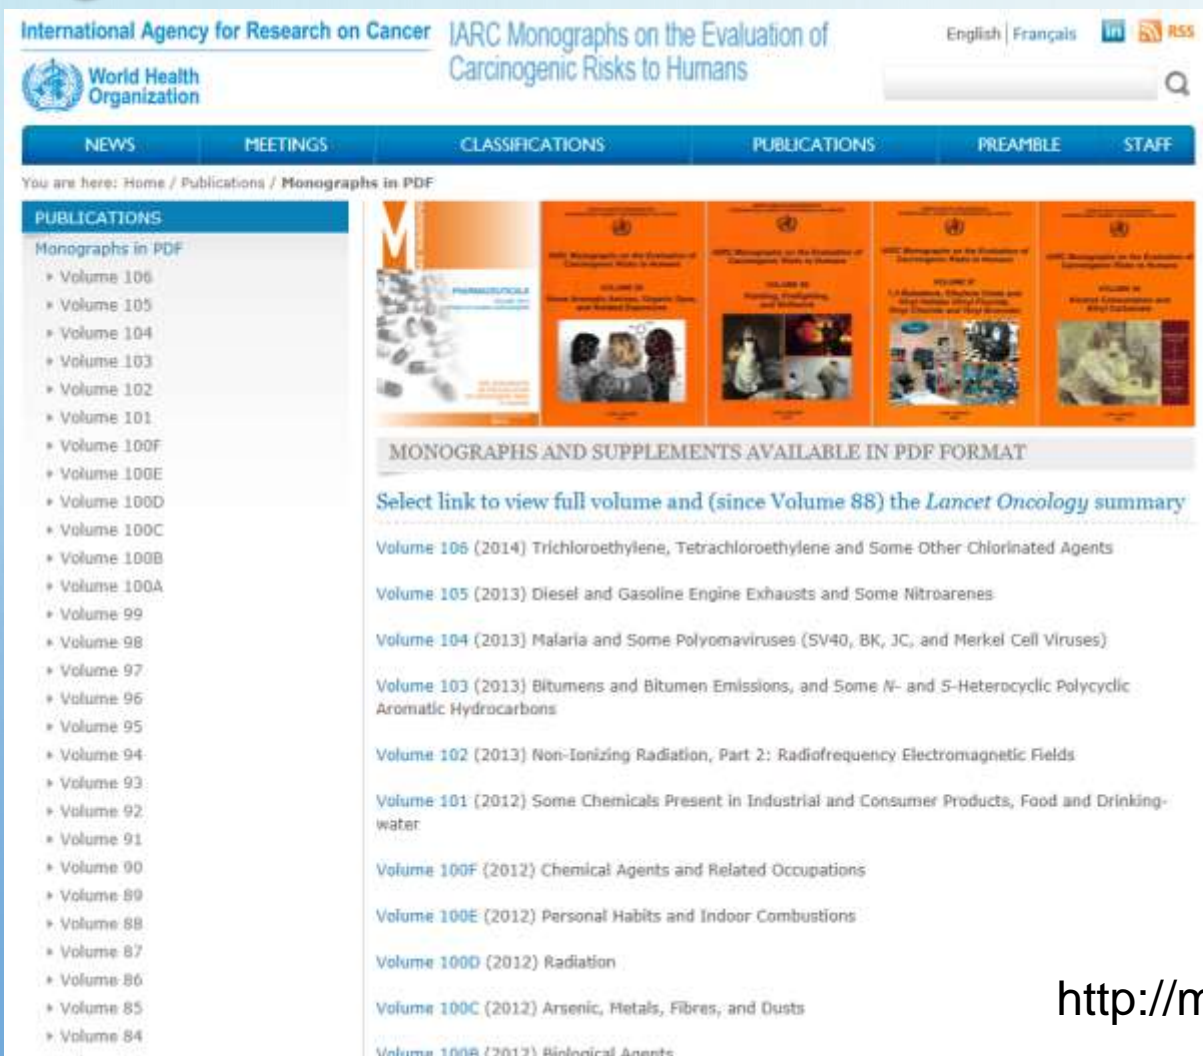 International Agency for Research on Cancer
World Health
Organization
IARC Monographs on the Evaluation of
Carcinogenic Risks to Humans
English | Français
in
RSS
NEWS
MEETINGS
CLASSIFICATIONS
PUBLICATIONS
PREAMBLE
STAFF
You are here: Home / Publications / Monographs in PDF
PUBLICATIONS
Monographs in PDF
Volume 106
Volume 105
Volume 104
Volume 103
Volume 102
Volume 101
Volume 100F
Volume 100E
Volume 100D
Volume 100C
Volume 100B
Volume 100A
Volume 99
Volume 98
Volume 97
Volume 96
Volume 95
Volume 94
Volume 93
Volume 92
Volume 91
Volume 90
Volume 89
Volume 88
Volume 87
Volume 86
Volume 85
Volume 84
PHARMACEUTICALS
MONOGRAPHS AND SUPPLEMENTS AVAILABLE IN PDF FORMAT
Select link to view full volume and (since Volume 88) the Lancet Oncology summary
Volume 106 (2014) Trichloroethylene, Tetrachloroethylene and Some Other Chlorinated Agents
Volume 105 (2013) Diesel and Gasoline Engine Exhausts and Some Nitroarenes
Volume 104 (2013) Malaria and Some Polyomaviruses (SV40, BK, JC, and Merkel Cell Viruses)
Volume 103 (2013) Bitumens and Bitumen Emissions, and Some N- and S-Heterocyclic Polycyclic
Aromatic Hydrocarbons
Volume 102 (2013) Non-Ionizing Radiation, Part 2: Radiofrequency Electromagnetic Fields
Volume 101 (2012) Some Chemicals Present in Industrial and Consumer Products, Food and Drinking-
water
Volume 100F (2012) Chemical Agents and Related Occupations
Volume 100E (2012) Personal Habits and Indoor Combustions
Volume 100D (2012) Radiation
Volume 100C (2012) Arsenic, Metals, Fibres, and Dusts
Volume 100B (2012) Biological Agents
http://m